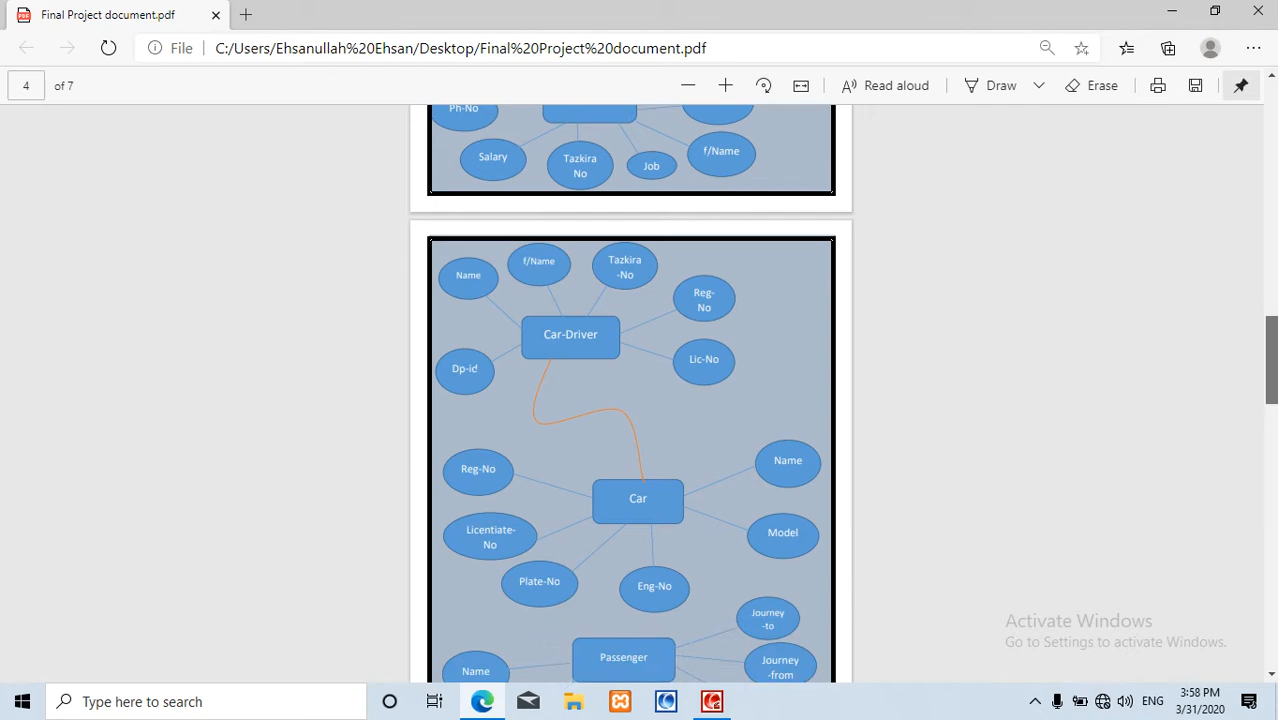 Final Project document.pdf
File
C:/Users/Ehsanullah%20Ehsan/Desktop/Final%20Project%20document.pdf
4
of 7
Read aloud
Draw
Erase
Ph-No
Salary
Tazkira
No
Job
f/Name
Name
f/Name
Tazkira
-No
Reg-
No
Car-Driver
Lic-No
Dp-id
Reg-No
Car
Name
Licentiate-
No
Model
Plate-No
Eng-No
Journey
-to
Passenger
Journey
-from
Name
Activate Windows
Go to Settings to activate Windows.
Type here to search
ENG
3:58 PM
3/31/2020